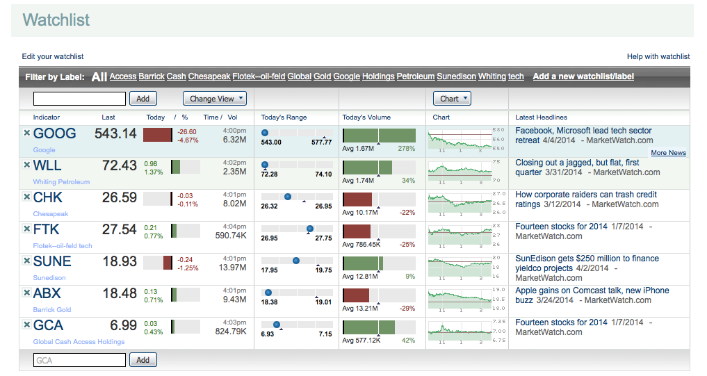 Watchlist
Edit your watchlist
Help with watchlist
Filter by Label: All Access Barrick Cash Chesapeak Flotek--oil-feld Global Gold Google Holdings Petroleum Sunedison Whiting tech Add a new watchlist/label
Add Change View Chart
Indicator Last Today / % Time / Vol Today's Range Today's Volume Chart Latest Headlines
GOOG 543.14 -26.60 4:00pm
-4.67% 6.32M
Google
543.00 577.77
Avg 1.67M 278%
Facebook, Microsoft lead tech sector
retreat 4/4/2014 - MarketWatch.com
More News
WLL 72.43 0.98 4:02pm
1.37% 2.35M
Whiting Petroleum
72.28 74.10
Avg 1.74M 34%
Closing out a jagged, but flat, first
quarter 3/31/2014 - MarketWatch.com
CHK 26.59 -0.03 4:01pm
-0.11% 8.02M
Chesapeak
26.32 26.95
Avg 10.17M -22%
How corporate raiders can trash credit
ratings 3/12/2014 - MarketWatch.com
FTK 27.54 0.21 4:04pm
0.77% 590.74K
Flotek--oil-feld tech
26.95 27.75
Avg 786.45K -25%
Fourteen stocks for 2014 1/7/2014 -
MarketWatch.com
SUNE 18.93 -0.24 4:01pm
-1.25% 13.97M
Sunedison
17.95 19.75
Avg 12.81M 9%
SunEdison gets $250 million to finance
yieldco projects 4/2/2014 - MarketWatch.com
ABX 18.48 0.13 4:01pm
0.71% 9.43M
Barrick Gold
18.38 19.01
Avg 13.21M -29%
Apple gains on Comcast talk, new iPhone
buzz 3/24/2014 - MarketWatch.com
GCA 6.99 0.03 4:03pm
0.43% 824.79K
Global Cash Access Holdings
6.93 7.15
Avg 577.12K 42%
Fourteen stocks for 2014 1/7/2014 -
MarketWatch.com
GCA Add